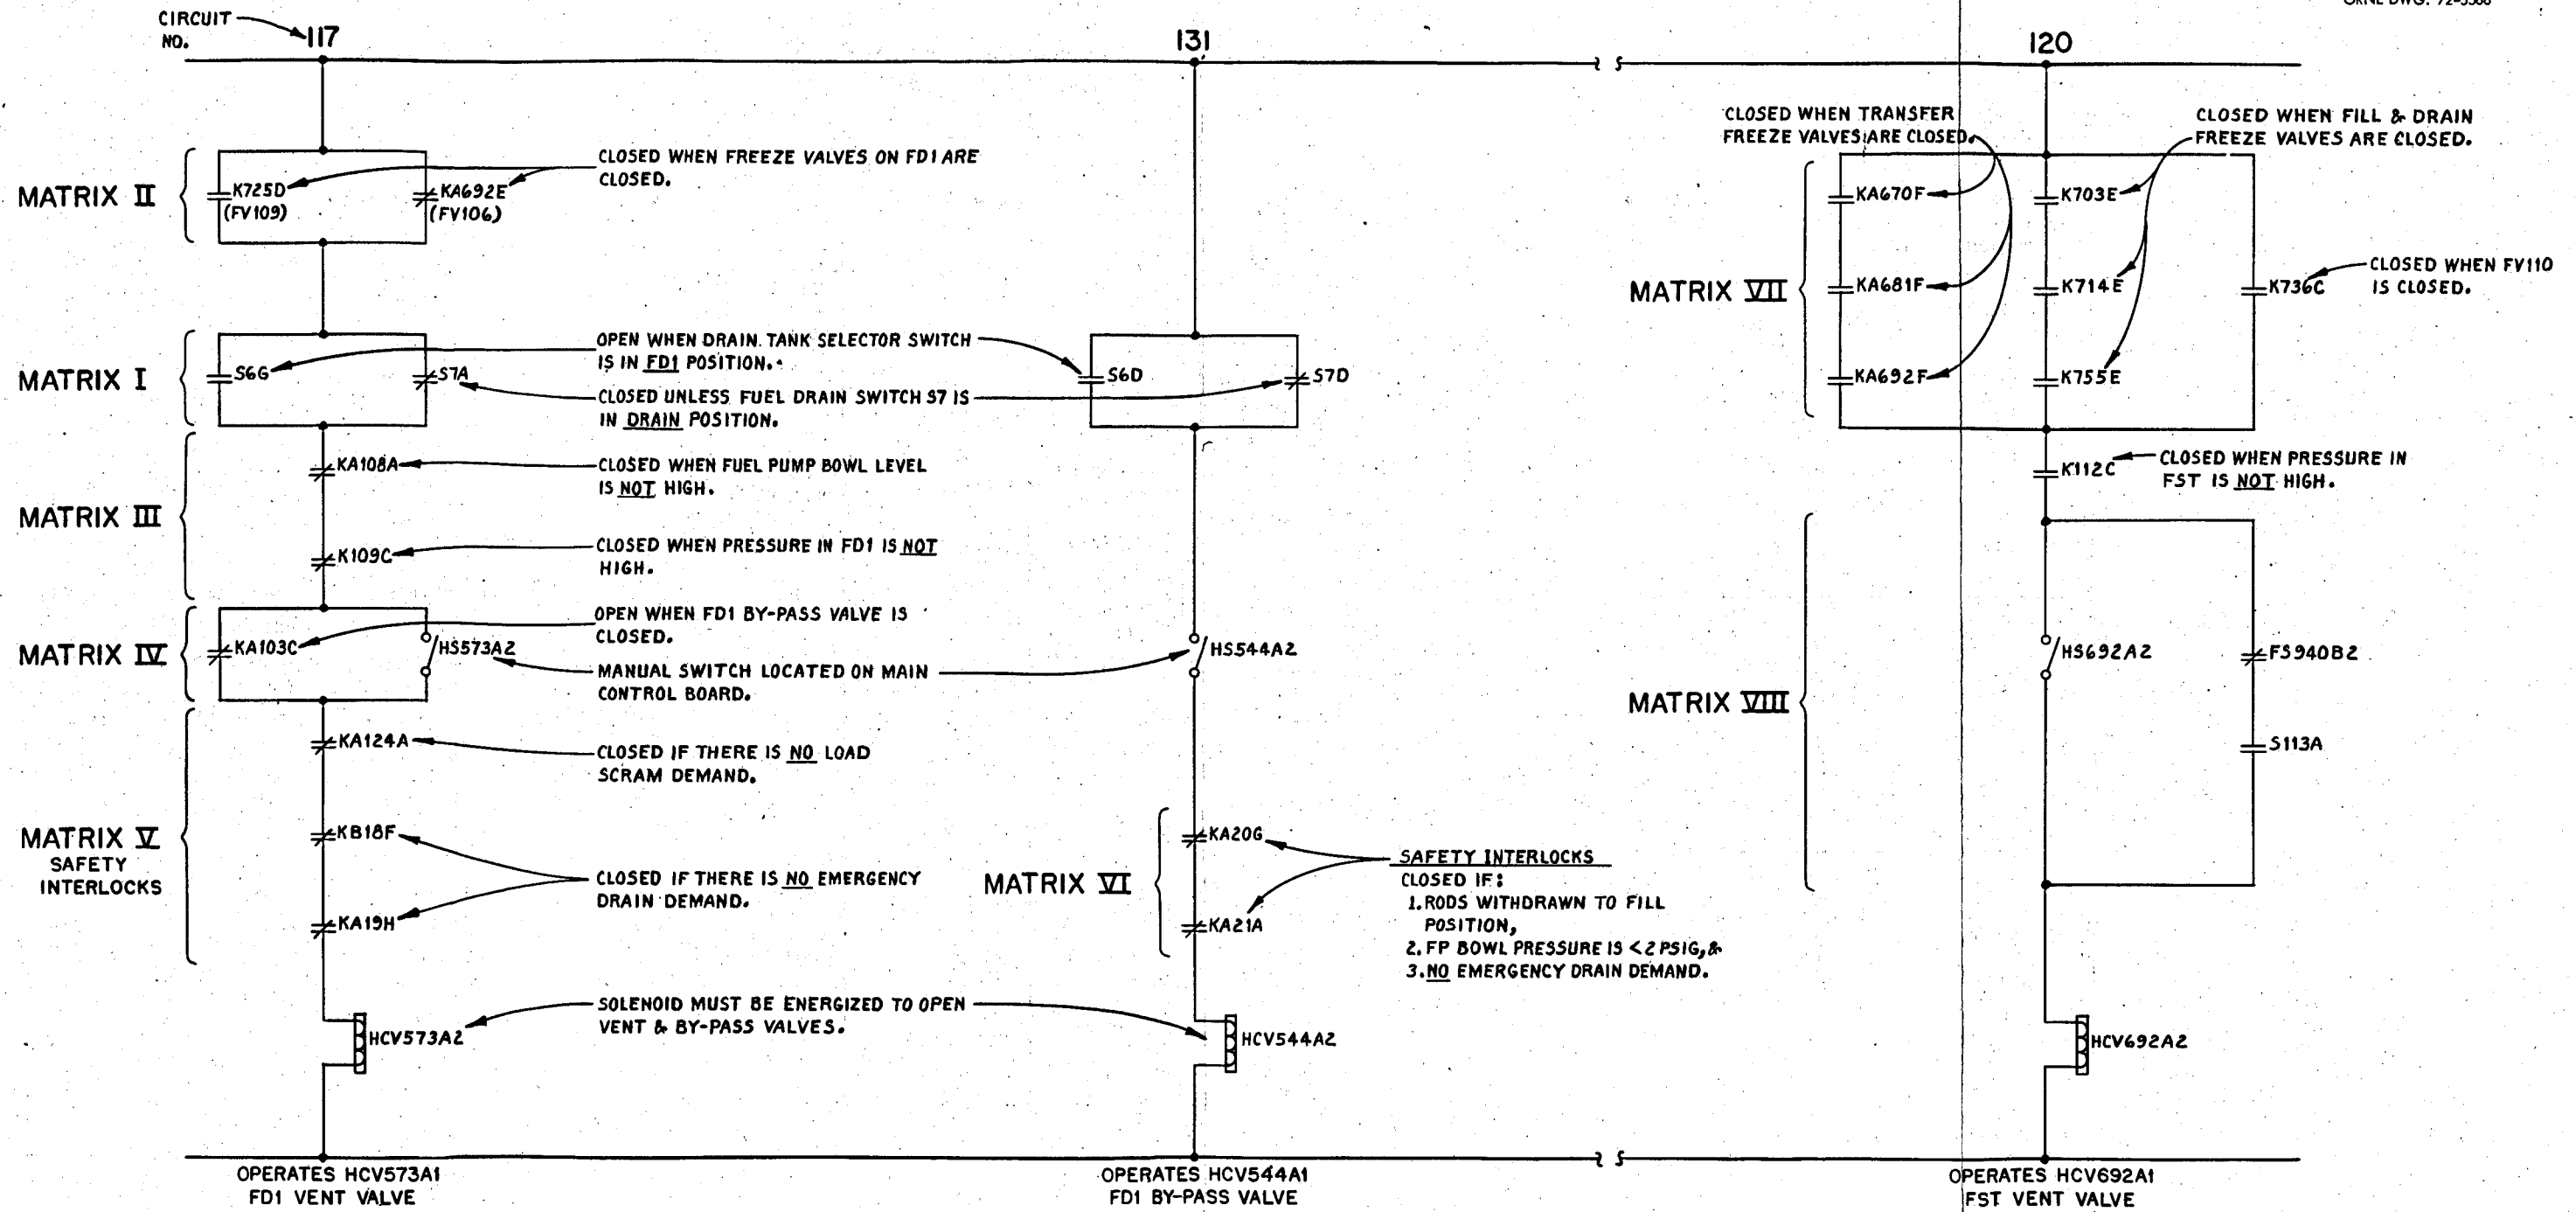 CIRCUIT
NO.
117
131
120
MATRIX II
K725D
(FV109)
KA692E
(FV106)
CLOSED WHEN FREEZE VALVES ON FD1 ARE
CLOSED.
MATRIX I
S6G
S7A
OPEN WHEN DRAIN TANK SELECTOR SWITCH
IS IN FD1 POSITION.
CLOSED UNLESS FUEL DRAIN SWITCH S7 IS
IN DRAIN POSITION.
S6D
S7D
MATRIX III
KA108A
CLOSED WHEN FUEL PUMP BOWL LEVEL
IS NOT HIGH.
K109C
CLOSED WHEN PRESSURE IN FD1 IS NOT
HIGH.
MATRIX IV
KA103C
HS573A2
OPEN WHEN FD1 BY-PASS VALVE IS
CLOSED.
MANUAL SWITCH LOCATED ON MAIN
CONTROL BOARD.
HS544A2
MATRIX V
SAFETY
INTERLOCKS
KA124A
CLOSED IF THERE IS NO LOAD
SCRAM DEMAND.
KB18F
KA19H
CLOSED IF THERE IS NO EMERGENCY
DRAIN DEMAND.
MATRIX VI
KA20G
KA21A
SAFETY INTERLOCKS
CLOSED IF:
1. RODS WITHDRAWN TO FILL
POSITION,
2. FP BOWL PRESSURE IS <2 PSIG, &
3. NO EMERGENCY DRAIN DEMAND.
SOLENOID MUST BE ENERGIZED TO OPEN
VENT & BY-PASS VALVES.
HCV573A2
HCV544A2
OPERATES HCV573A1
FD1 VENT VALVE
OPERATES HCV544A1
FD1 BY-PASS VALVE
CLOSED WHEN TRANSFER
FREEZE VALVES ARE CLOSED.
CLOSED WHEN FILL & DRAIN
FREEZE VALVES ARE CLOSED.
MATRIX VII
KA670F
K703E
KA681F
K714E
K736C
CLOSED WHEN FV110
IS CLOSED.
KA692F
K755E
K112C
CLOSED WHEN PRESSURE IN
FST IS NOT HIGH.
MATRIX VIII
HS692A2
FS940B2
S113A
HCV692A2
OPERATES HCV692A1
FST VENT VALVE